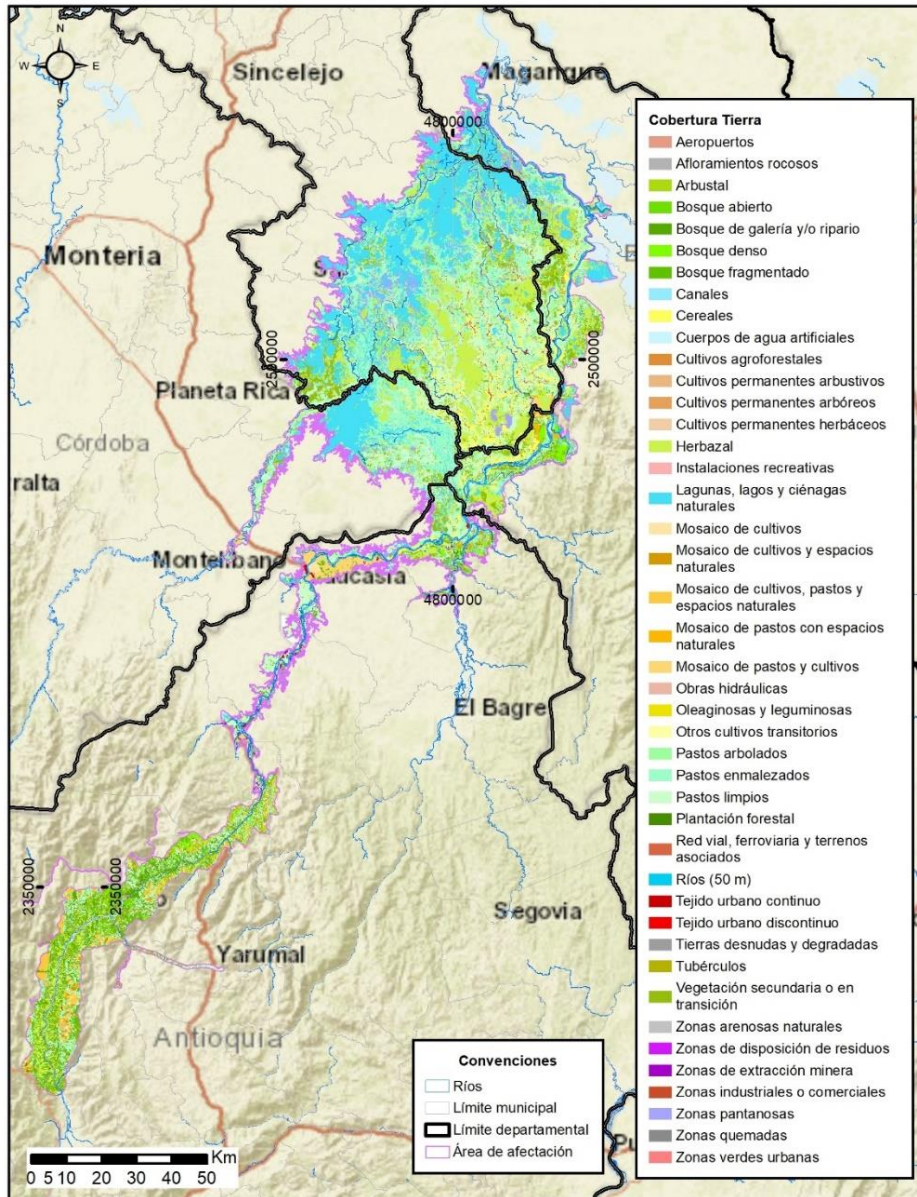 N
W E
S
Sincelejo
Magangué
4800000
Monteria
2500000
2500000
Planeta Rica
Córdoba
ralta
Montelibano
aucasia
4800000
El Bagre
2350000
2350000
Segovia
Yarumal
Antioquia
Km
0 5 10 20 30 40 50
Convenciones
Ríos
Límite municipal
Límite departamental
Área de afectación
Cobertura Tierra
Aeropuertos
Afloramientos rocosos
Arbustal
Bosque abierto
Bosque de galería y/o ripario
Bosque denso
Bosque fragmentado
Canales
Cereales
Cuerpos de agua artificiales
Cultivos agroforestales
Cultivos permanentes arbustivos
Cultivos permanentes arbóreos
Cultivos permanentes herbáceos
Herbazal
Instalaciones recreativas
Lagunas, lagos y ciénagas
naturales
Mosaico de cultivos
Mosaico de cultivos y espacios
naturales
Mosaico de cultivos, pastos y
espacios naturales
Mosaico de pastos con espacios
naturales
Mosaico de pastos y cultivo
Obras hidráulicas
Oleaginosas y leguminosas
Otros cultivos transitorios
Pastos arbolados
Pastos enmalezados
Pastos limpios
Plantación forestal
Red vial, ferroviaria y terrenos
asociados
Ríos (50 m)
Tejido urbano continuo
Tejido urbano discontinuo
Tierras desnudas y degradadas
Tubérculos
Vegetación secundaria o en
transición
Zonas arenosas naturales
Zonas de disposición de residuos
Zonas de extracción minera
Zonas industriales o comerciales
Zonas pantanosas
Zonas quemadas
Zonas verdes urbanas